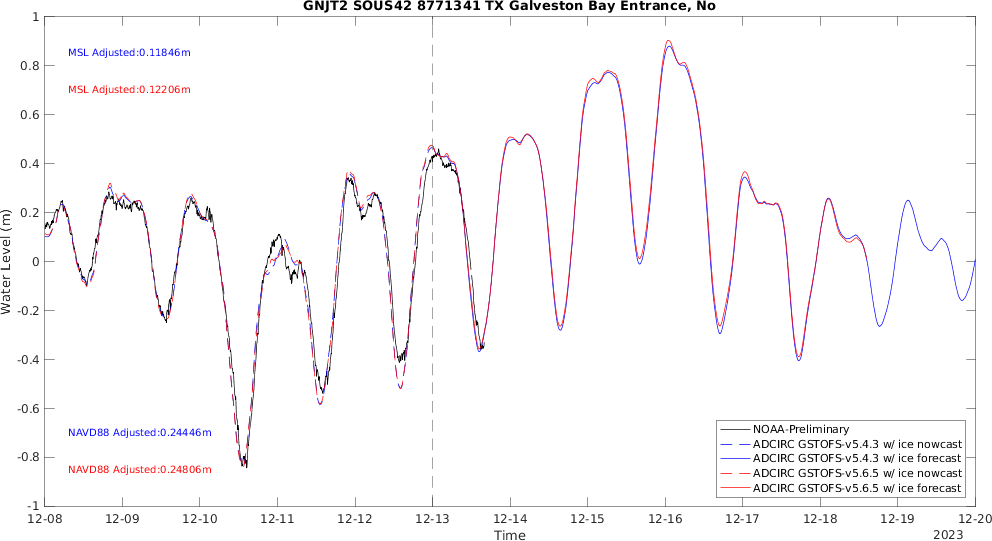 GNJT2 SOUS42 8771341 TX Galveston Bay Entrance, No
MSL Adjusted:0.11846m
MSL Adjusted:0.12206m
NAVD88 Adjusted:0.24446m
NAVD88 Adjusted:0.24806m
Water Level (m)
1
0.8
0.6
0.4
0.2
0
-0.2
-0.4
-0.6
-0.8
-1
NOAA-Preliminary
ADCIRC GSTOFS-v5.4.3 w/ ice nowcast
ADCIRC GSTOFS-v5.4.3 w/ ice forecast
ADCIRC GSTOFS-v5.6.5 w/ ice nowcast
ADCIRC GSTOFS-v5.6.5 w/ ice forecast
12-08 12-09 12-10 12-11 12-12 12-13 12-14 12-15 12-16 12-17 12-18 12-19 12-20
Time
2023